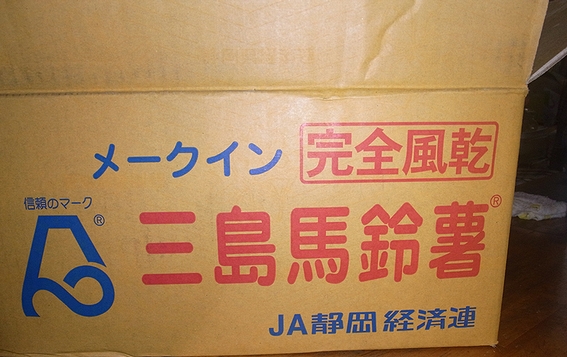 メークイン 完全風乾
信頼のマーク
®
三島馬鈴薯®
JA静岡経済連